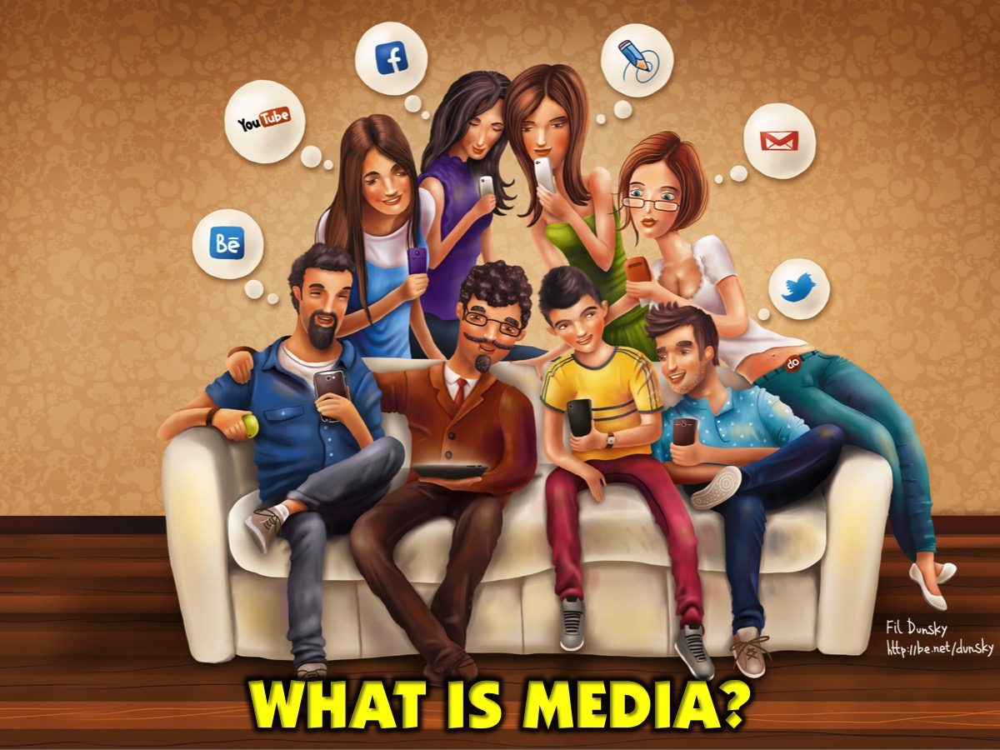 f
YouTube
Bē
do
Fil Dunsky
http://be.net/dunsky
WHAT IS MEDIA?